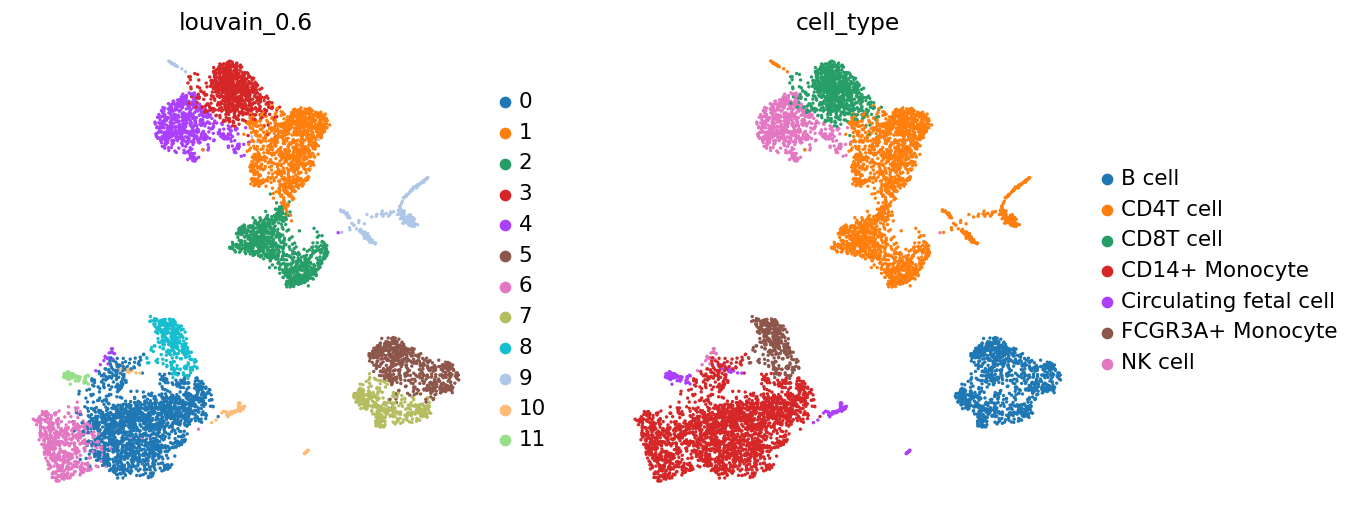 louvain_0.6
0
1
2
3
4
5
6
7
8
9
10
11
cell_type
B cell
CD4T cell
CD8T cell
CD14+ Monocyte
Circulating fetal cell
FCGR3A+ Monocyte
NK cell